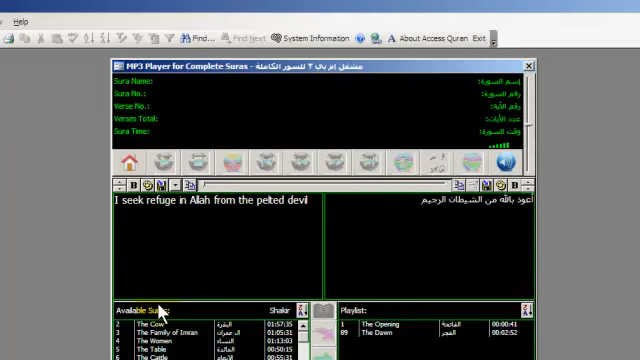 Help
Find... Find Next System Information About Access Quran Exit
MP3 Player for Complete Suras - مشغل إم بي ٣ للسور الكاملة
Sura Name: إسم السورة:
Sura No.: رقم السورة:
Verse No.: رقم الآية:
Verses Total: عدد الآيات:
Sura Time: وقت السورة:
B B
I seek refuge in Allah from the pelted devil أعوذ بالله من الشيطان الرجيم
Available Suras: Shakir Playlist:
2 The Cow البقرة 01:57:35 1 The Opening الفاتحة 00:00:41
3 The Family of Imran آل عمران 01:05:31 89 The Dawn الفجر 00:02:52
4 The Women النساء 01:13:03
5 The Table المائدة 00:50:15
6 The Cattle الأنعام 00:55:31